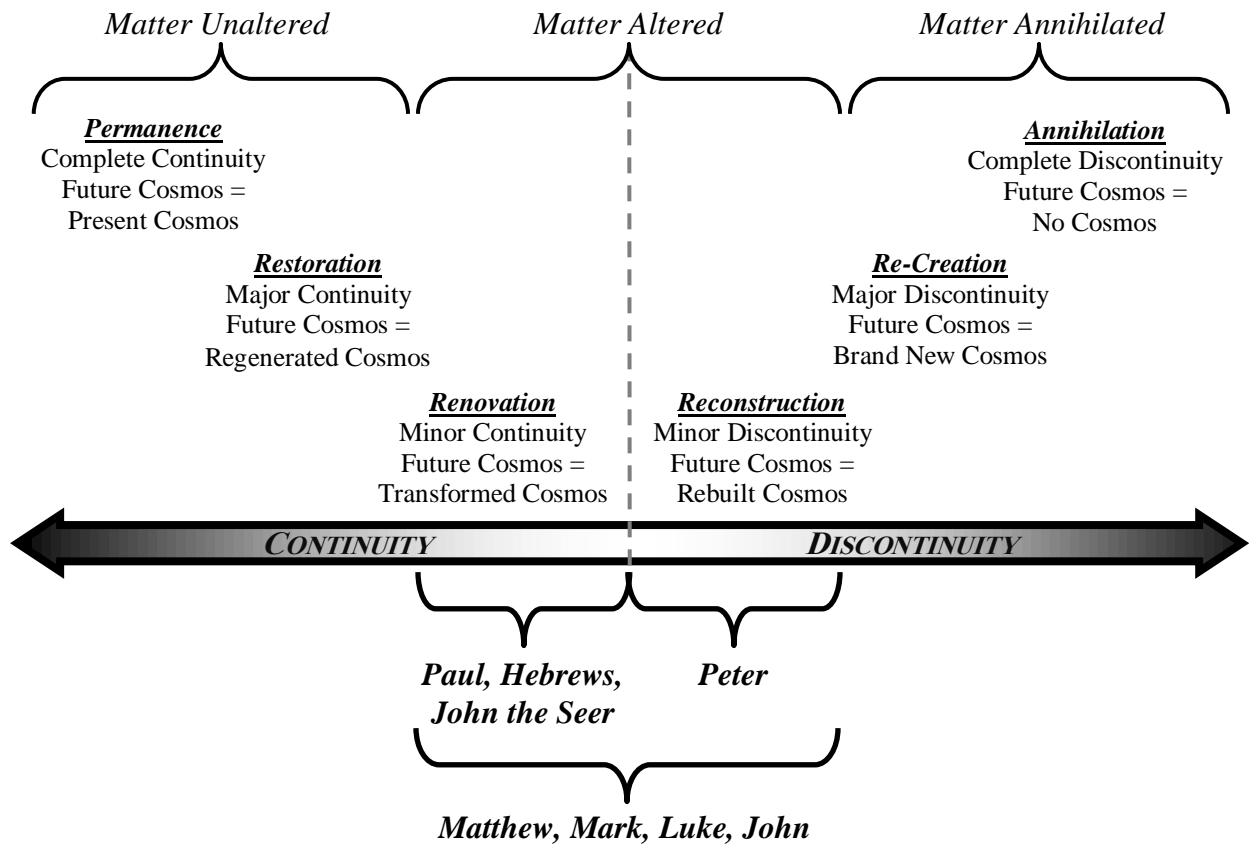 Matter Unaltered
Matter Altered
Matter Annihilated
Permanence
Complete Continuity
Future Cosmos =
Present Cosmos
Annihilation
Complete Discontinuity
Future Cosmos =
No Cosmos
Restoration
Major Continuity
Future Cosmos =
Regenerated Cosmos
Re-Creation
Major Discontinuity
Future Cosmos =
Brand New Cosmos
Renovation
Minor Continuity
Future Cosmos =
Transformed Cosmos
Reconstruction
Minor Discontinuity
Future Cosmos =
Rebuilt Cosmos
CONTINUITY
DISCONTINUITY
Paul, Hebrews,
John the Seer
Peter
Matthew, Mark, Luke, John